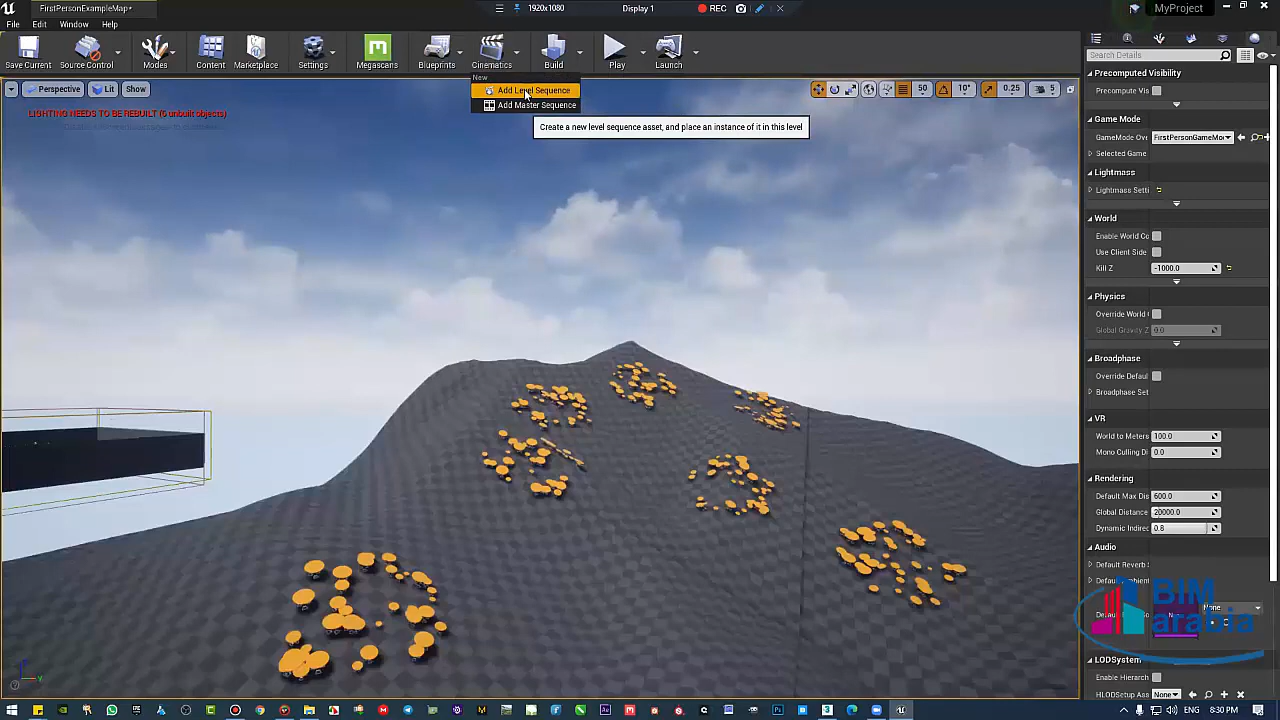 FirstPersonExampleMap*
1920x1080
Display 1
REC
MyProject
File
Edit
Window
Help
Save Current
Source Control
Modes
Content
Marketplace
Settings
Megascans
Blueprints
Cinematics
Build
Play
Launch
Search Details
New
Add Level Sequence
Add Master Sequence
Create a new level sequence asset, and place an instance of it in this level
Perspective
Lit
Show
50
10°
0.25
5
LIGHTING NEEDS TO BE REBUILT (6 unbuilt objects)
Precomputed Visibility
Precompute Vis
Game Mode
GameMode Ov
FirstPersonGameMo
Selected Game
Lightmass
Lightmass Setti
World
Enable World Co
Use Client Side
Kill Z
-1000.0
Physics
Override World
Global Gravity Z
0.0
Broadphase
Override Defaul
Broadphase Set
VR
World to Meters
100.0
Mono Culling Di
0.0
Rendering
Default Max Dis
600.0
Global Distance
20000.0
Dynamic Indirec
0.8
Audio
Default Reverb S
None
BIM
arabia
LODSystem
Enable Hierarch
HLODSetup Ass
None
ENG
8:30 PM